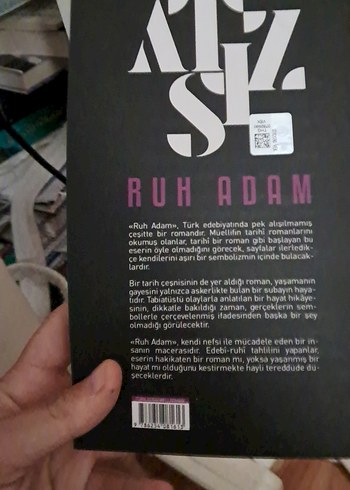 ATSIZ
RUH ADAM
«Ruh Adam», Türk edebiyatında pek alışılmamış
çeşitte bir romandır. Müellifin tarihî romanlarını
okumuş olanlar, tarihî bir roman gibi başlayan bu
eserin öyle olmadığını görecek, sayfalar ilerledik-
çe kendilerini aşırı bir sembolizmin içinde bulacak-
lardır.
Bir tarih çeşnisinin de yer aldığı roman, yaşamanın
gayesini yalnızca askerlikte bulan bir subayın haya-
tıdır. Tabiatüstü olaylarla anlatılan bir hayat hikâye-
sinin, dikkatle bakıldığı zaman, gerçeklerin sem-
bollerle çerçevelenmiş ifadesinden başka bir şey
olmadığı görülecektir.
«Ruh Adam», kendi nefsi ile mücadele eden bir in-
sanın macerasıdır. Edebî-ruhî tahlilini yapanlar,
eserin hakikaten bir roman mı, yoksa yaşanmış bir
hayat mı olduğunu kestirmekte hayli tereddüde dü-
şeceklerdir.